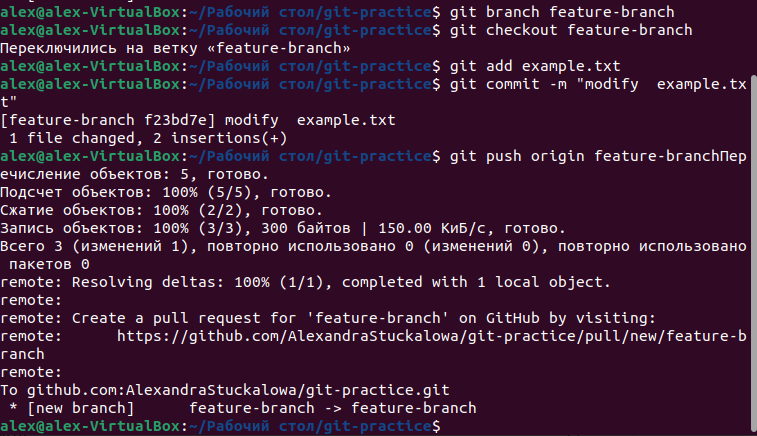 alex@alex-VirtualBox:~/Рабочий стол/git-practice$ git branch feature-branch
alex@alex-VirtualBox:~/Рабочий стол/git-practice$ git checkout feature-branch
Переключились на ветку «feature-branch»
alex@alex-VirtualBox:~/Рабочий стол/git-practice$ git add example.txt
alex@alex-VirtualBox:~/Рабочий стол/git-practice$ git commit -m "modify  example.tx
t"
[feature-branch f23bd7e] modify  example.txt
 1 file changed, 2 insertions(+)
alex@alex-VirtualBox:~/Рабочий стол/git-practice$ git push origin feature-branchПер
ечисление объектов: 5, готово.
Подсчет объектов: 100% (5/5), готово.
Сжатие объектов: 100% (2/2), готово.
Запись объектов: 100% (3/3), 300 байтов | 150.00 КиБ/с, готово.
Всего 3 (изменений 1), повторно использовано 0 (изменений 0), повторно использовано
 пакетов 0
remote: Resolving deltas: 100% (1/1), completed with 1 local object.
remote:
remote: Create a pull request for 'feature-branch' on GitHub by visiting:
remote:      https://github.com/AlexandraStuckalowa/git-practice/pull/new/feature-b
ranch
remote:
To github.com:AlexandraStuckalowa/git-practice.git
 * [new branch]      feature-branch -> feature-branch
alex@alex-VirtualBox:~/Рабочий стол/git-practice$